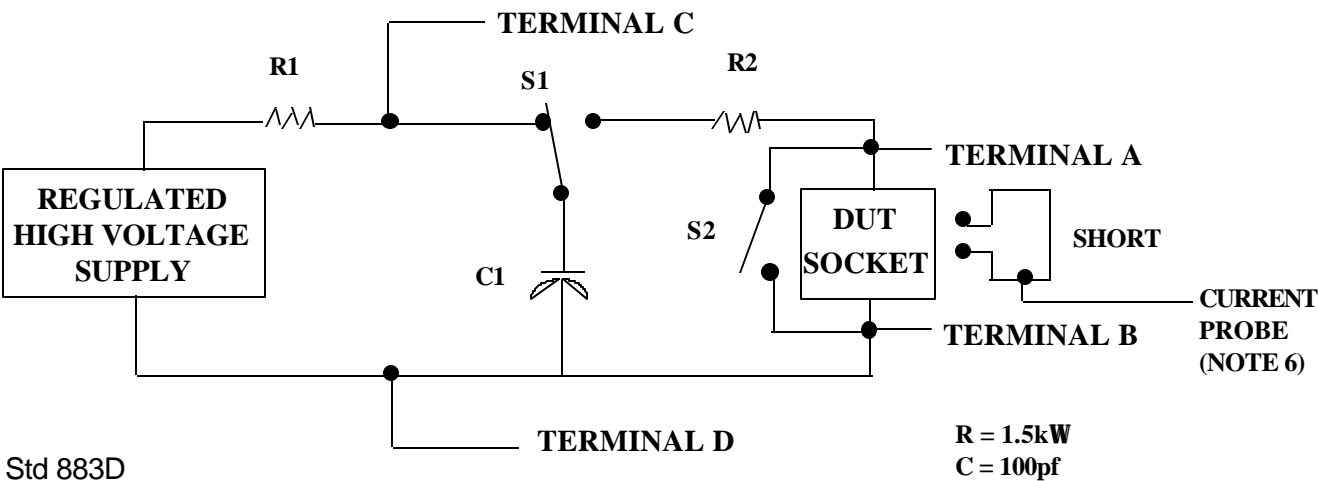 TERMINAL C
R1
S1
R2
TERMINAL A
REGULATED
HIGH VOLTAGE
SUPPLY
S2
DUT
SOCKET
SHORT
C1
CURRENT
PROBE
(NOTE 6)
TERMINAL B
TERMINAL D
R = 1.5kW
C = 100pf
Std 883D